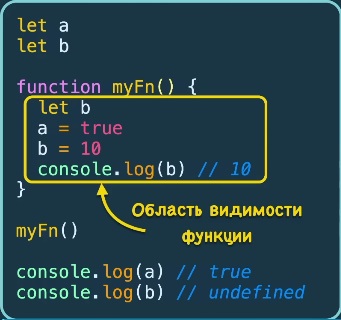 let a
let b
function myFn() {
let b
a = true
b = 10
console.log(b) // 10
}
Область видимости
функции
myFn()
console.log(a) // true
console.log(b) // undefined